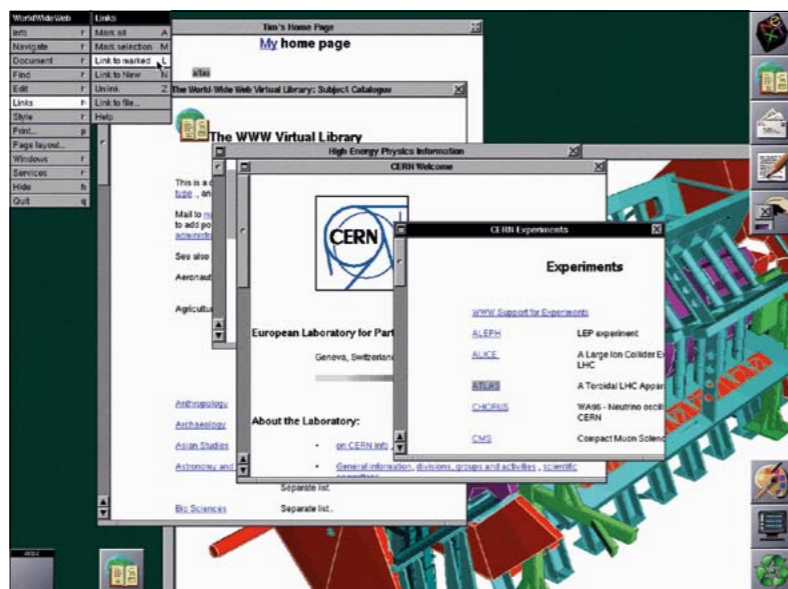 WorldWideWeb
Info
Navigate
Document
Find
Edit
Links
Style
Print... p
Page layout...
Windows
Services
Hide h
Quit q
Links
Mark all A
Mark selection M
Link to marked L
Link to New N
Unlink Z
Link to file...
Help
Tim's Home Page
My home page
atlas
The World-Wide Web Virtual Library: Subject Catalogue
The WWW Virtual Library
This is a
type , an
Mail to
to add po
See also
Aeronaut
Agricultu
Anthropology
Archaeology
Asian Studies
Astronomy and
Separate list.
Bio Sciences Separate list.
High Energy Physics Information
CERN Welcome
CERN
European Laboratory for Part
Geneva, Switzerland
About the Laboratory:
• on CERN info
• General information, divisions, groups and activities , scientific
CERN Experiments
Experiments
WWW Support for Experiments
ALEPH LEP experiment
ALICE A Large Ion Collider E
LHC
ATLAS A Toroidal LHC Appar
CHORUS WA95 - Neutrino oscill
CERN
CMS Compact Muon Solen